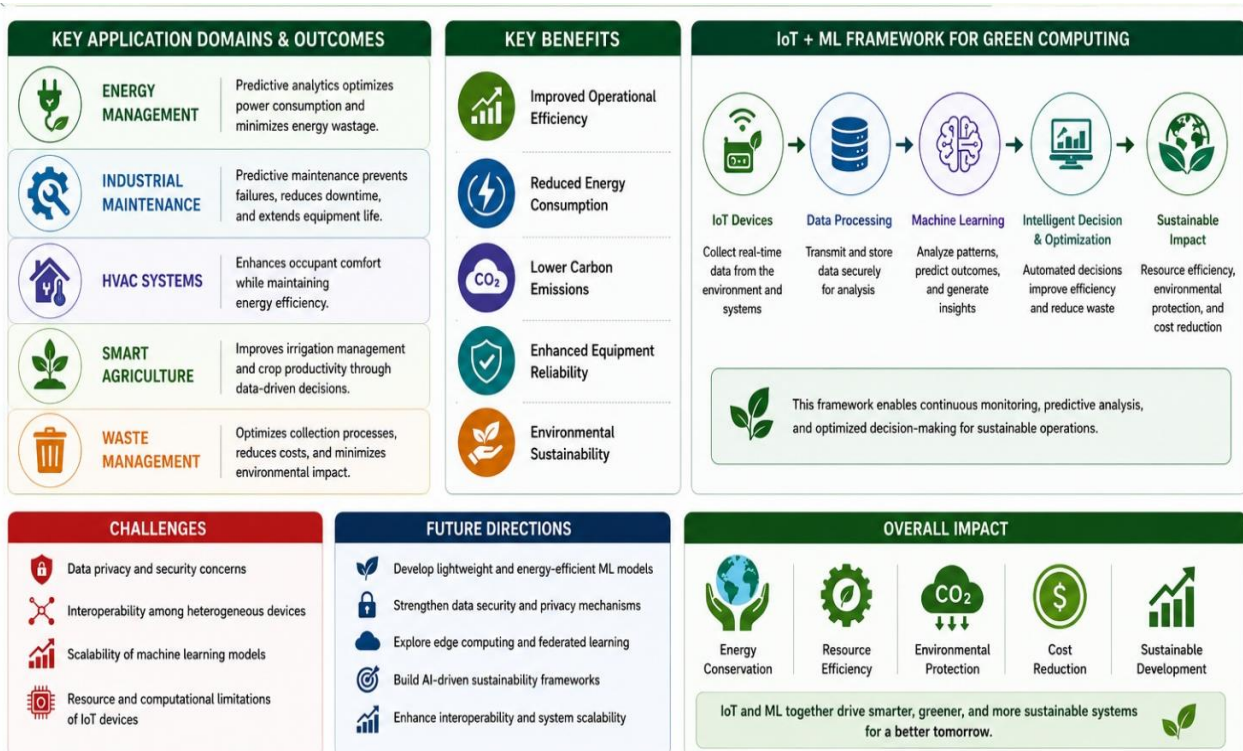 KEY APPLICATION DOMAINS & OUTCOMES
ENERGY
MANAGEMENT
Predictive analytics optimizes
power consumption and
minimizes energy wastage.
INDUSTRIAL
MAINTENANCE
Predictive maintenance prevents
failures, reduces downtime,
and extends equipment life.
HVAC SYSTEMS
Enhances occupant comfort
while maintaining
energy efficiency.
SMART
AGRICULTURE
Improves irrigation management
and crop productivity through
data-driven decisions.
WASTE
MANAGEMENT
Optimizes collection processes,
reduces costs, and minimizes
environmental impact.
KEY BENEFITS
Improved Operational
Efficiency
Reduced Energy
Consumption
CO₂
Lower Carbon
Emissions
Enhanced Equipment
Reliability
Environmental
Sustainability
IoT + ML FRAMEWORK FOR GREEN COMPUTING
IoT Devices
Collect real-time
data from the
environment and
systems
Data Processing
Transmit and store
data securely
for analysis
Machine Learning
Analyze patterns,
predict outcomes,
and generate
insights
Intelligent Decision
& Optimization
Automated decisions
improve efficiency
and reduce waste
Sustainable
Impact
Resource efficiency,
environmental
protection, and
cost reduction
This framework enables continuous monitoring, predictive analysis,
and optimized decision-making for sustainable operations.
CHALLENGES
Data privacy and security concerns
Interoperability among heterogeneous devices
Scalability of machine learning models
Resource and computational limitations
of IoT devices
FUTURE DIRECTIONS
Develop lightweight and energy-efficient ML models
Strengthen data security and privacy mechanisms
Explore edge computing and federated learning
Build AI-driven sustainability frameworks
Enhance interoperability and system scalability
OVERALL IMPACT
Energy
Conservation
Resource
Efficiency
CO₂
Environmental
Protection
$
Cost
Reduction
Sustainable
Development
IoT and ML together drive smarter, greener, and more sustainable systems
for a better tomorrow.